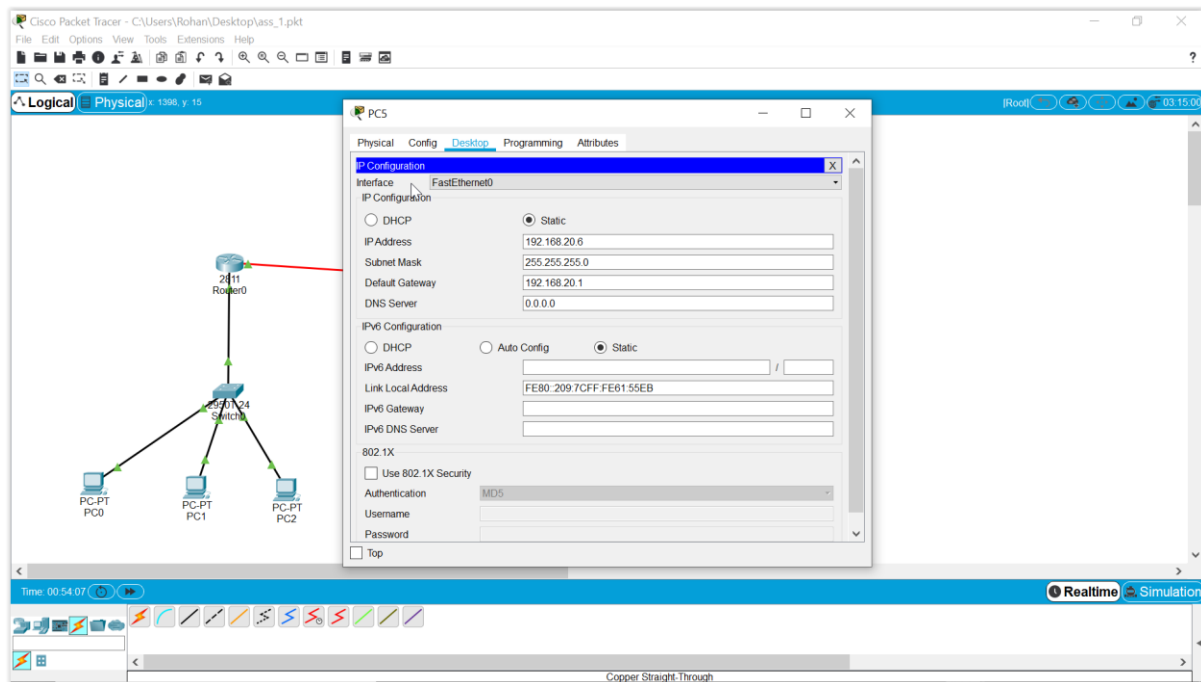 Cisco Packet Tracer - C:\Users\Rohan\Desktop\ass_1.pkt
File Edit Options View Tools Extensions Help
?
Logical Physical x: 1398, y: 15
[Root] 03:15:00
PC5
Physical Config Desktop Programming Attributes
IP Configuration X
Interface FastEthernet0
IP Configuration
DHCP Static
IP Address 192.168.20.6
Subnet Mask 255.255.255.0
Default Gateway 192.168.20.1
DNS Server 0.0.0.0
IPv6 Configuration
DHCP Auto Config Static
IPv6 Address /
Link Local Address FE80::209:7CFF:FE61:55EB
IPv6 Gateway
IPv6 DNS Server
802.1X
Use 802.1X Security
Authentication MD5
Username
Password
Top
2811
Router0
2950T-24
Switch0
PC-PT
PC0
PC-PT
PC1
PC-PT
PC2
Time: 00:54:07
Realtime Simulation
Copper Straight-Through